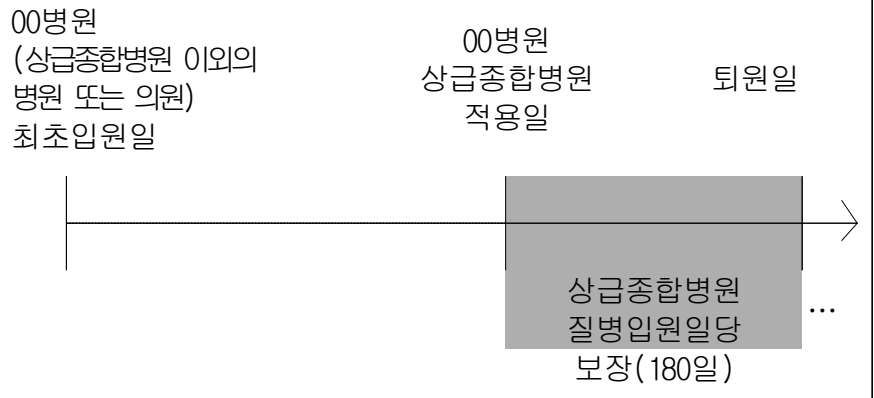 00병원
(상급종합병원 이외의
병원 또는 의원)
최초입원일
00병원
상급종합병원
적용일
퇴원일
상급종합병원
질병입원일당
보장(180일)
...